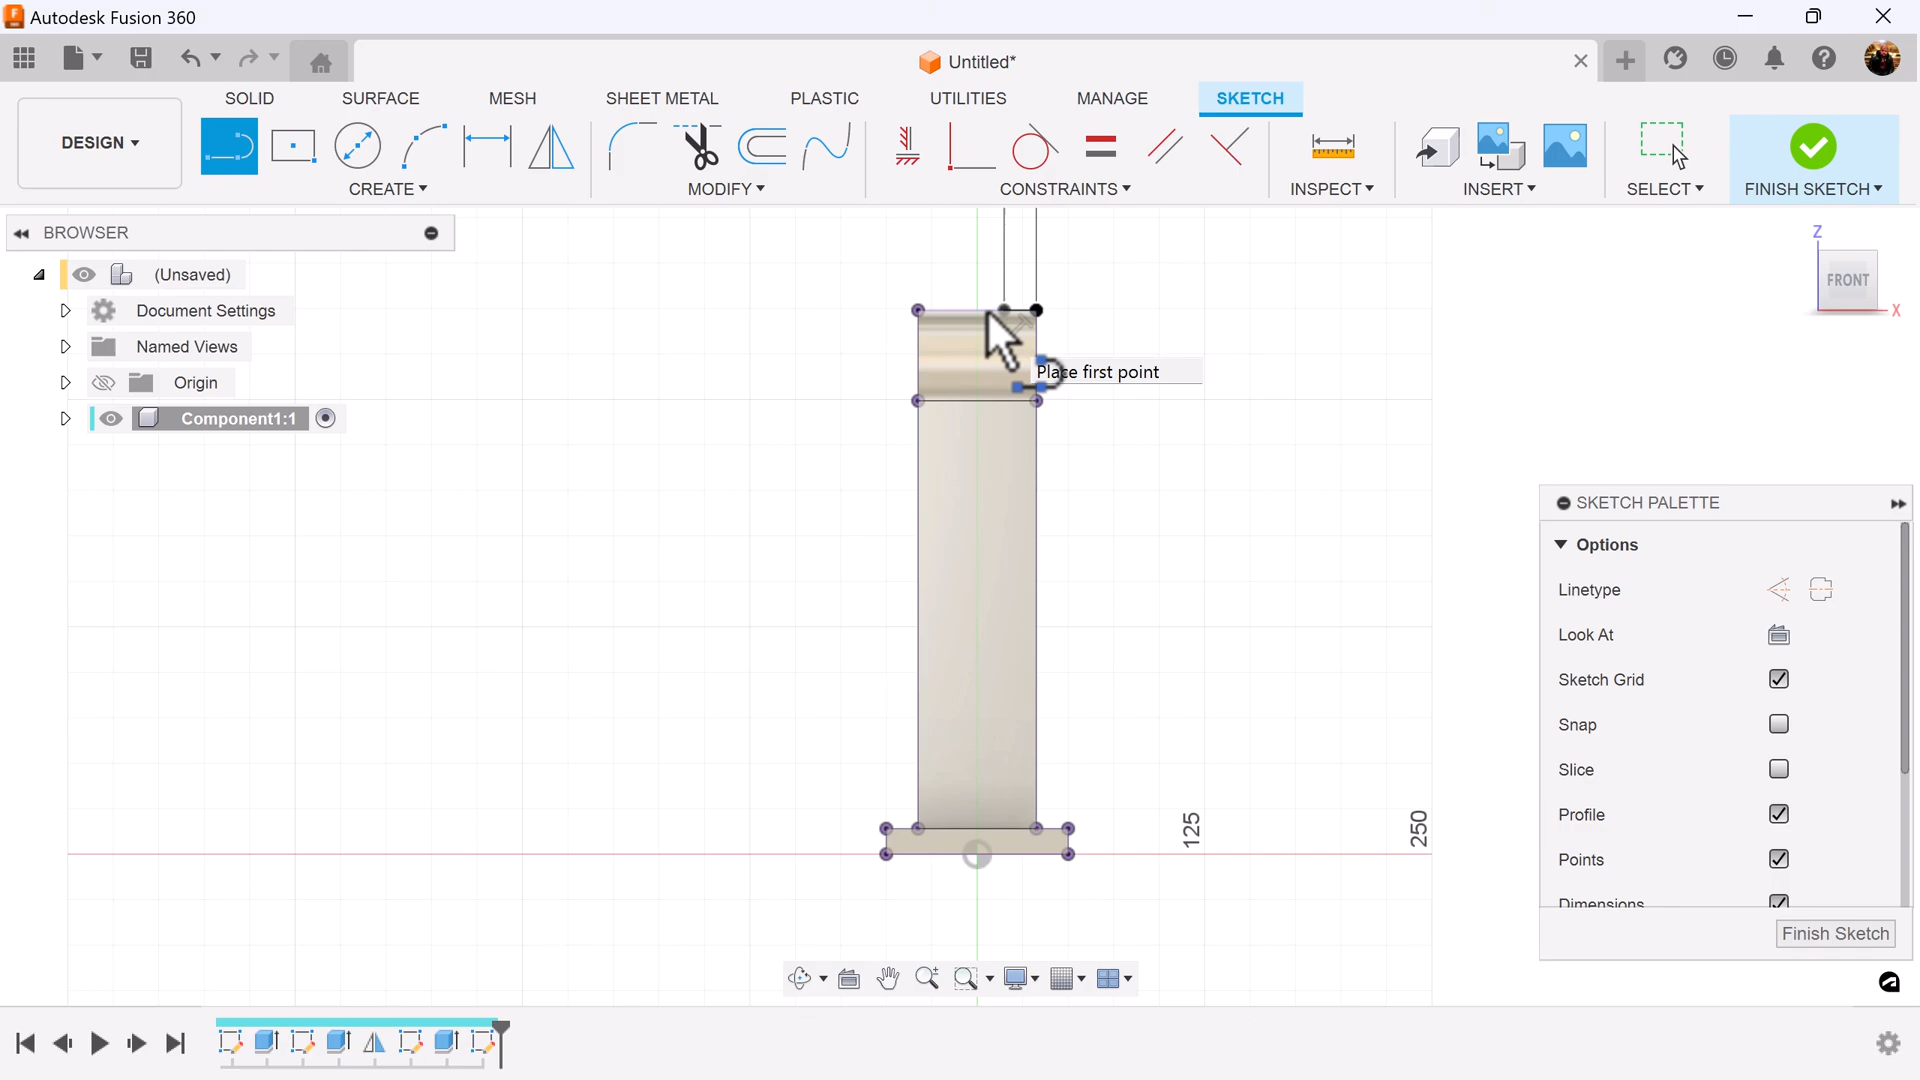 Autodesk Fusion 360
Untitled*
SOLID SURFACE MESH SHEET METAL PLASTIC UTILITIES MANAGE SKETCH
DESIGN
CREATE MODIFY CONSTRAINTS INSPECT INSERT SELECT FINISH SKETCH
BROWSER
(Unsaved)
Document Settings
Named Views
Origin
Component1:1
Z
FRONT
X
Place first point
125
250
SKETCH PALETTE
Options
Linetype
Look At
Sketch Grid
Snap
Slice
Profile
Points
Dimensions
Finish Sketch